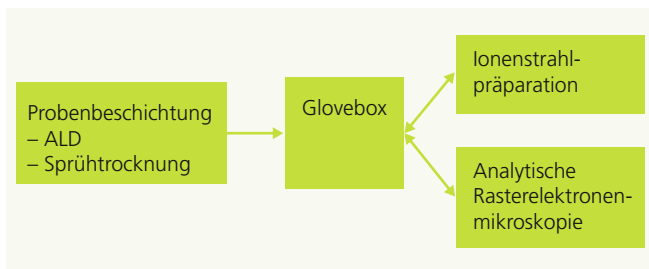 Probenbeschichtung
– ALD
– Sprühtrocknung
Glovebox
Ionenstrahl-
präparation
Analytische
Rasterelektronen-
mikroskopie